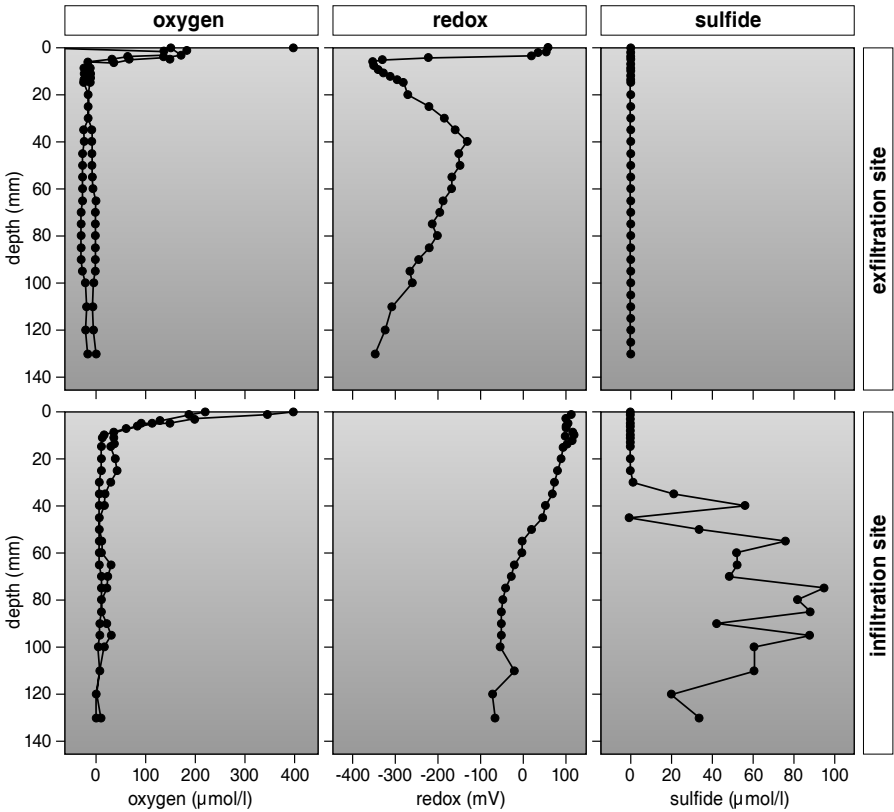 oxygen redox sulfide
0
20
40
60
80
100
120
140
depth (mm)
exfiltration site
0
20
40
60
80
100
120
140
depth (mm)
infiltration site
0 100 200 300 400 -400 -300 -200 -100 0 100 0 20 40 60 80 100
oxygen (µmol/l) redox (mV) sulfide (µmol/l)